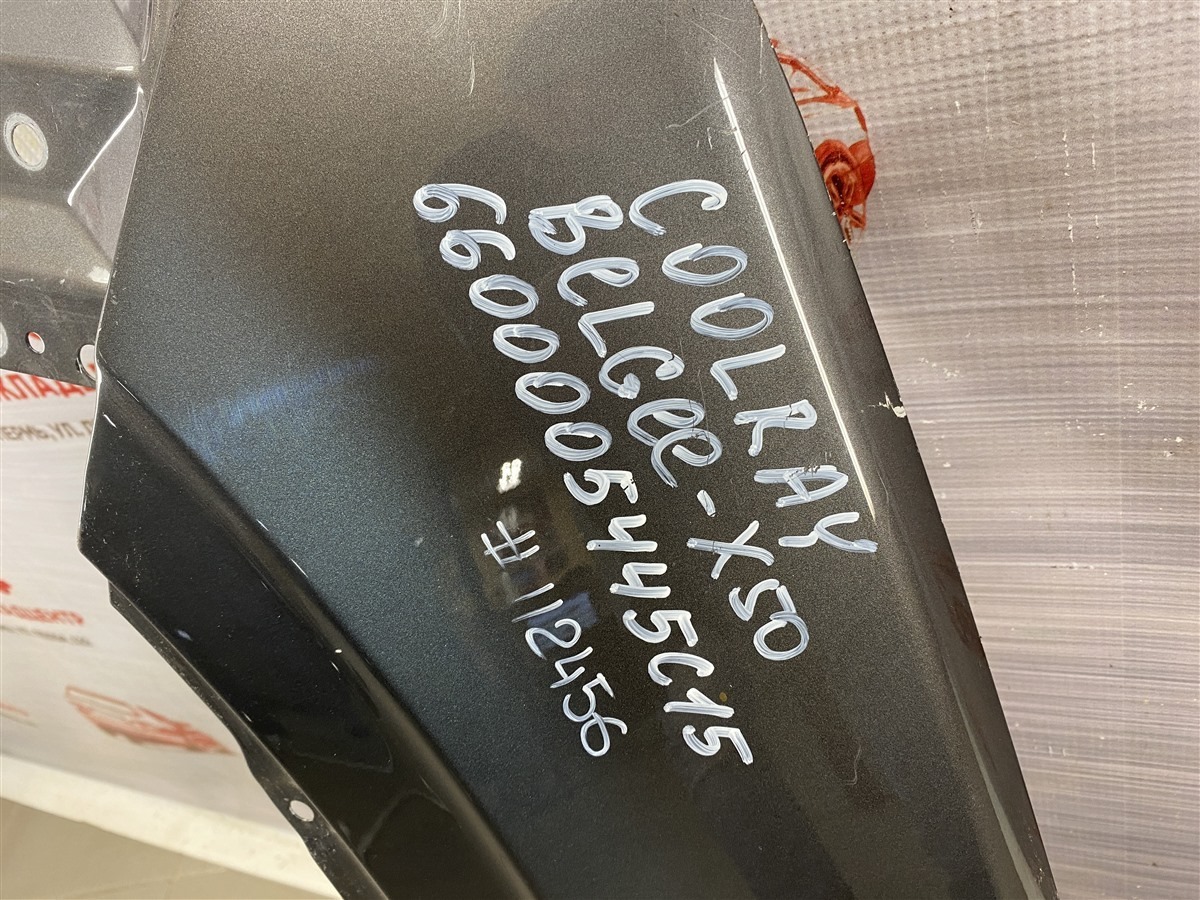 COOLRAY
BeLGee-X50
6600005445C15
#112456